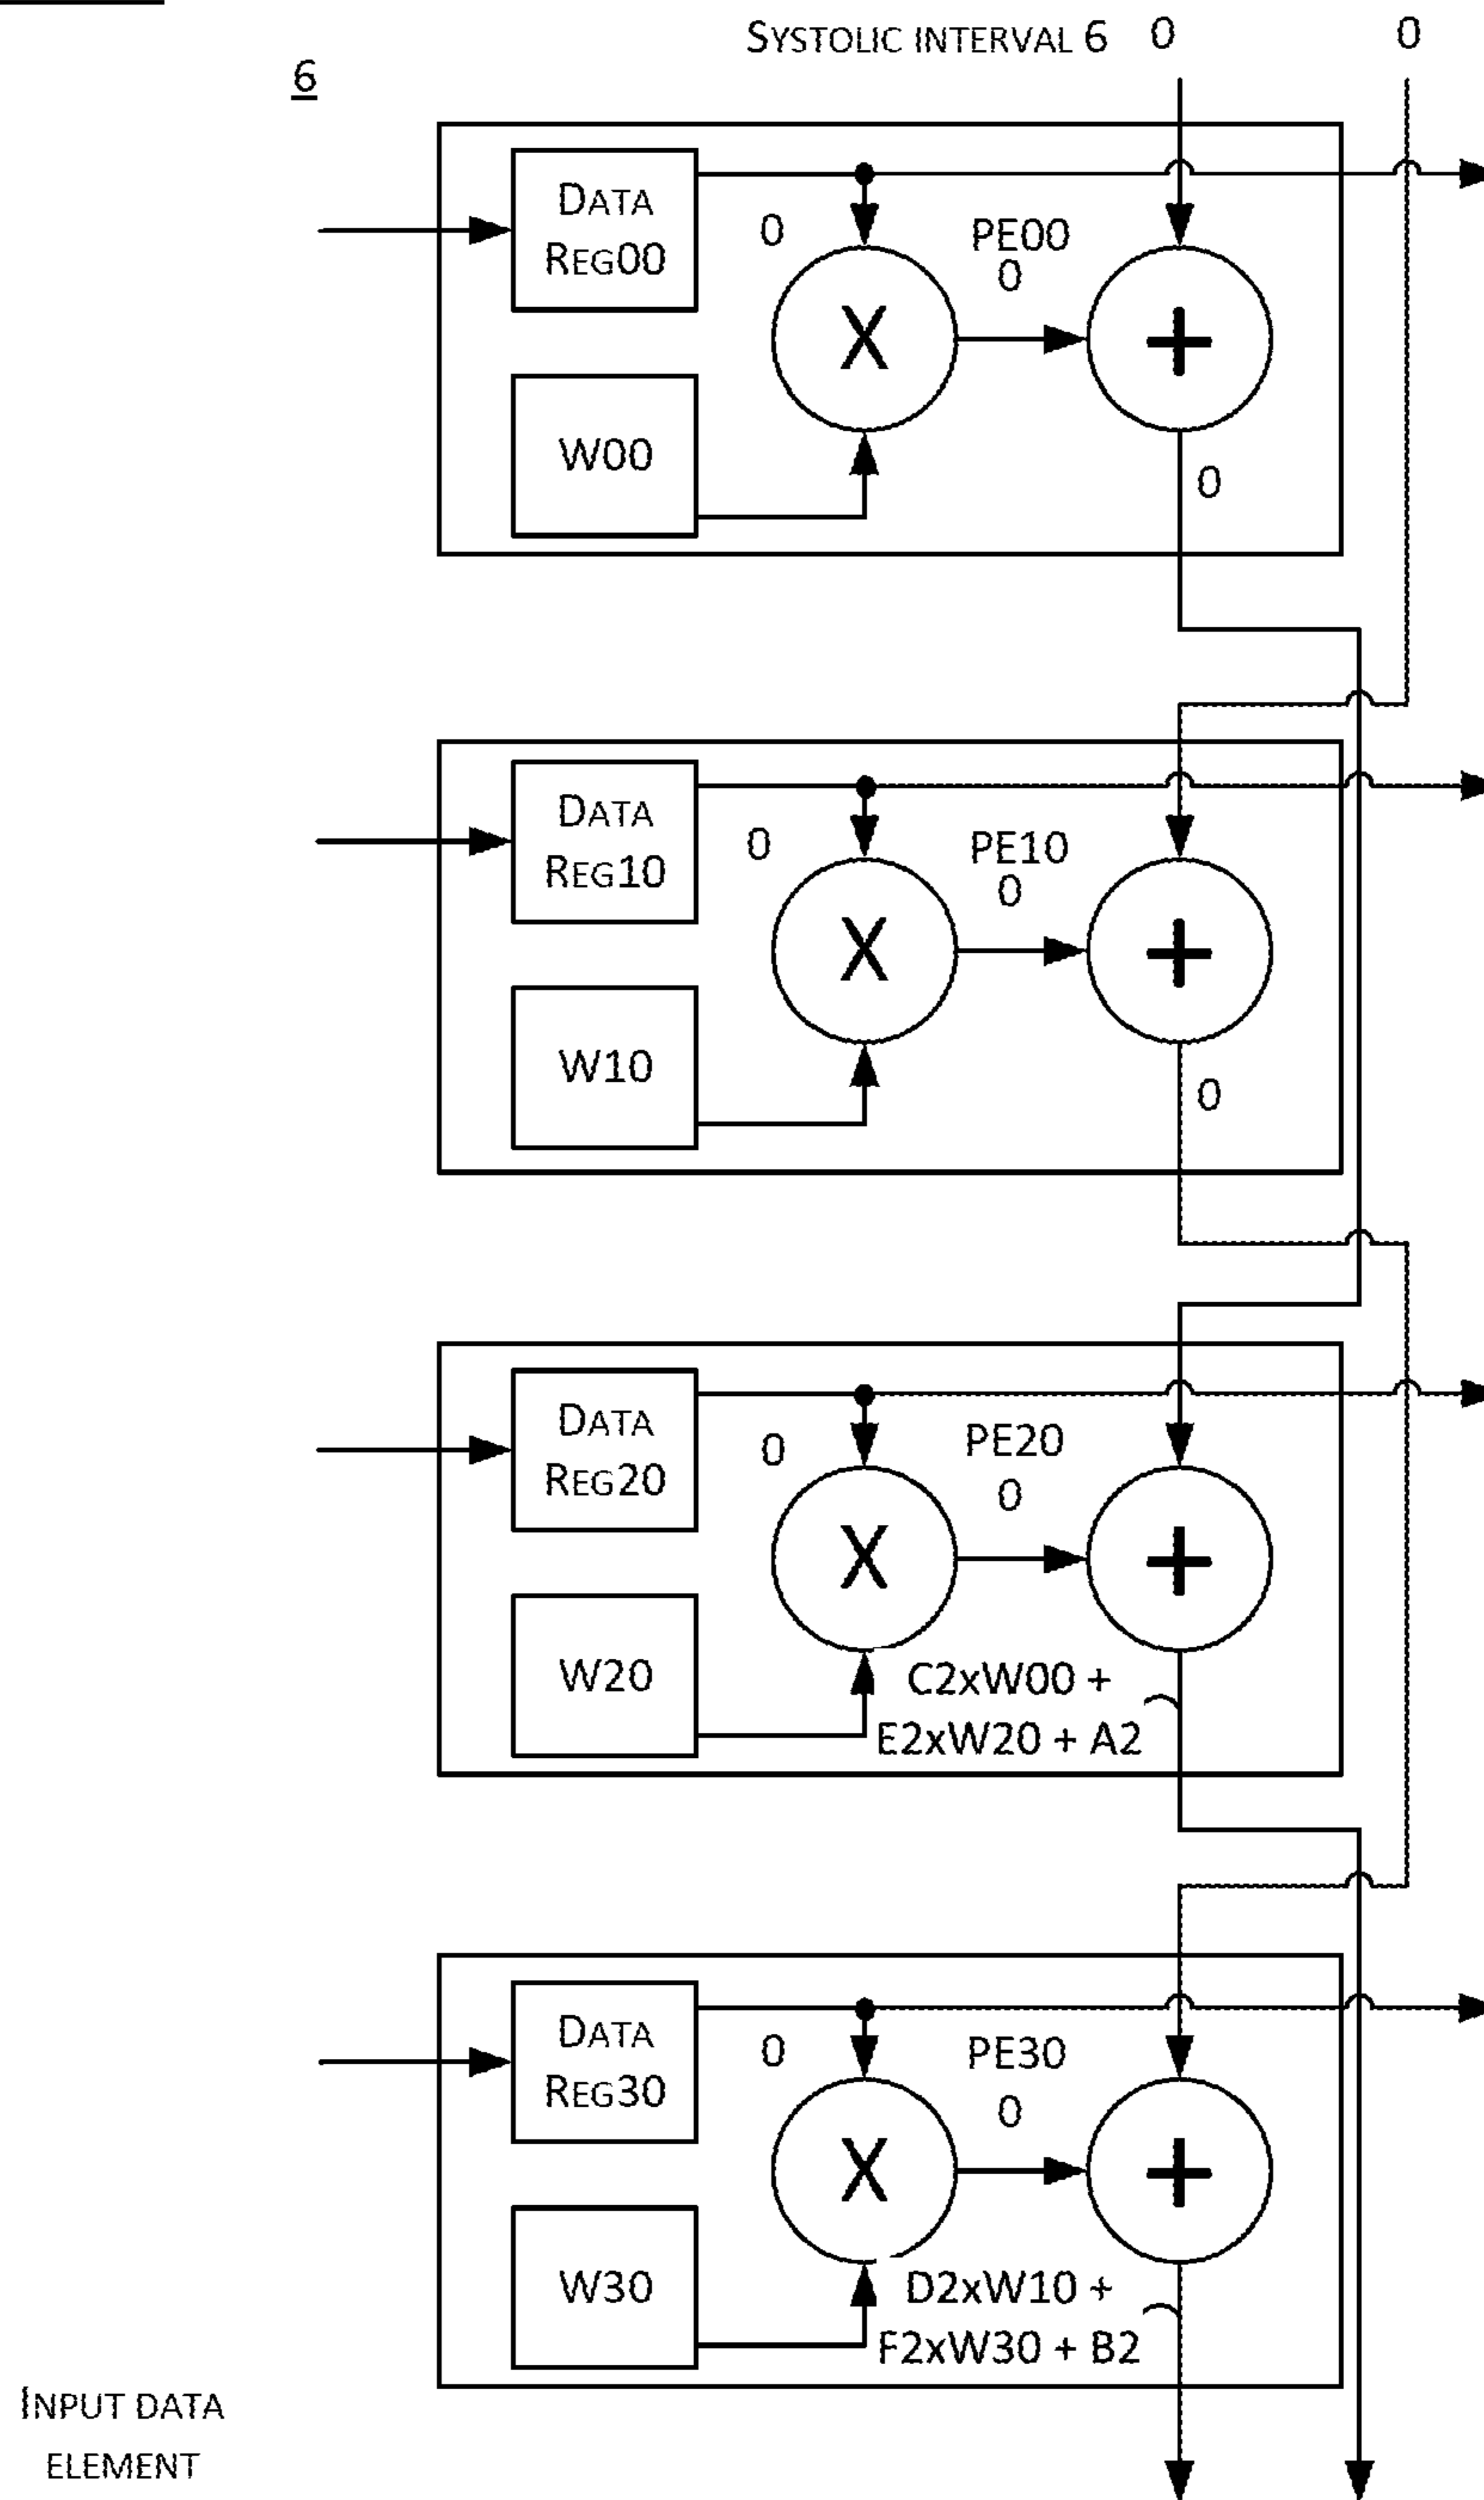 SYSTOLIC INTERVAL 6 0 0
6
DATA
REG00
0
PE00
0
X
+
W00
0
DATA
REG10
0
PE10
0
X
+
W10
0
DATA
REG20
0
PE20
0
X
+
W20
C2xW00 +
E2xW20 + A2
DATA
REG30
0
PE30
0
X
+
W30
D2xW10 +
F2xW30 + B2
INPUT DATA
ELEMENT